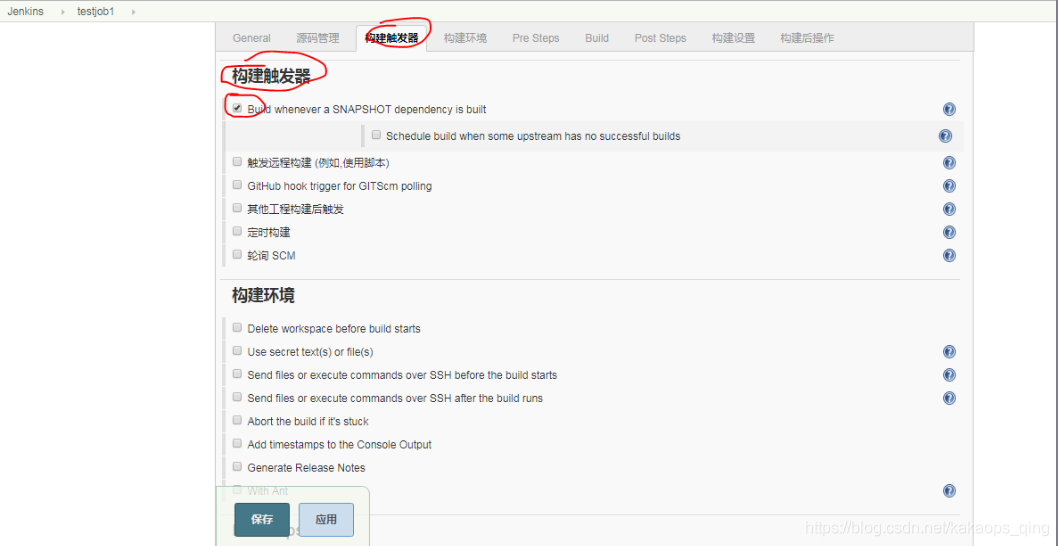 Jenkins testjob1
General 源码管理 构建触发器 构建环境 Pre Steps Build Post Steps 构建设置 构建后操作
构建触发器
Build whenever a SNAPSHOT dependency is built
Schedule build when some upstream has no successful builds
触发远程构建 (例如,使用脚本)
GitHub hook trigger for GITScm polling
其他工程构建后触发
定时构建
轮询 SCM
构建环境
Delete workspace before build starts
Use secret text(s) or file(s)
Send files or execute commands over SSH before the build starts
Send files or execute commands over SSH after the build runs
Abort the build if it's stuck
Add timestamps to the Console Output
Generate Release Notes
With Ant
保存 应用
https://blog.csdn.net/kakaops_qing